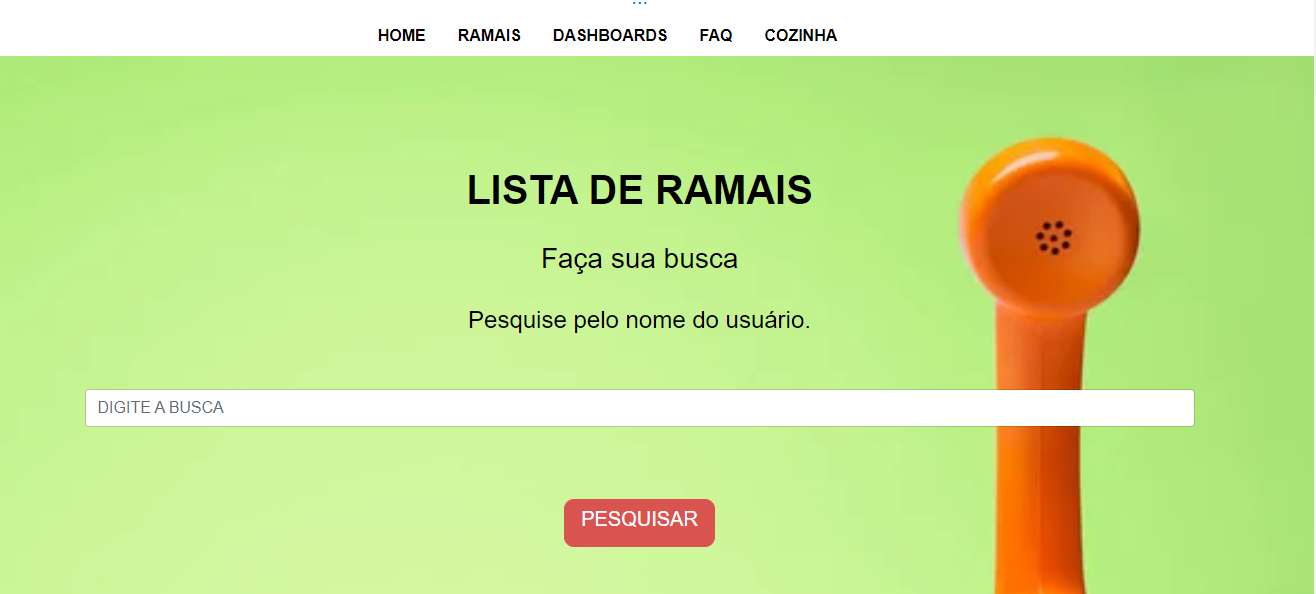 HOME RAMAIS DASHBOARDS FAQ COZINHA
LISTA DE RAMAIS
Faça sua busca
Pesquise pelo nome do usuário.
DIGITE A BUSCA
PESQUISAR